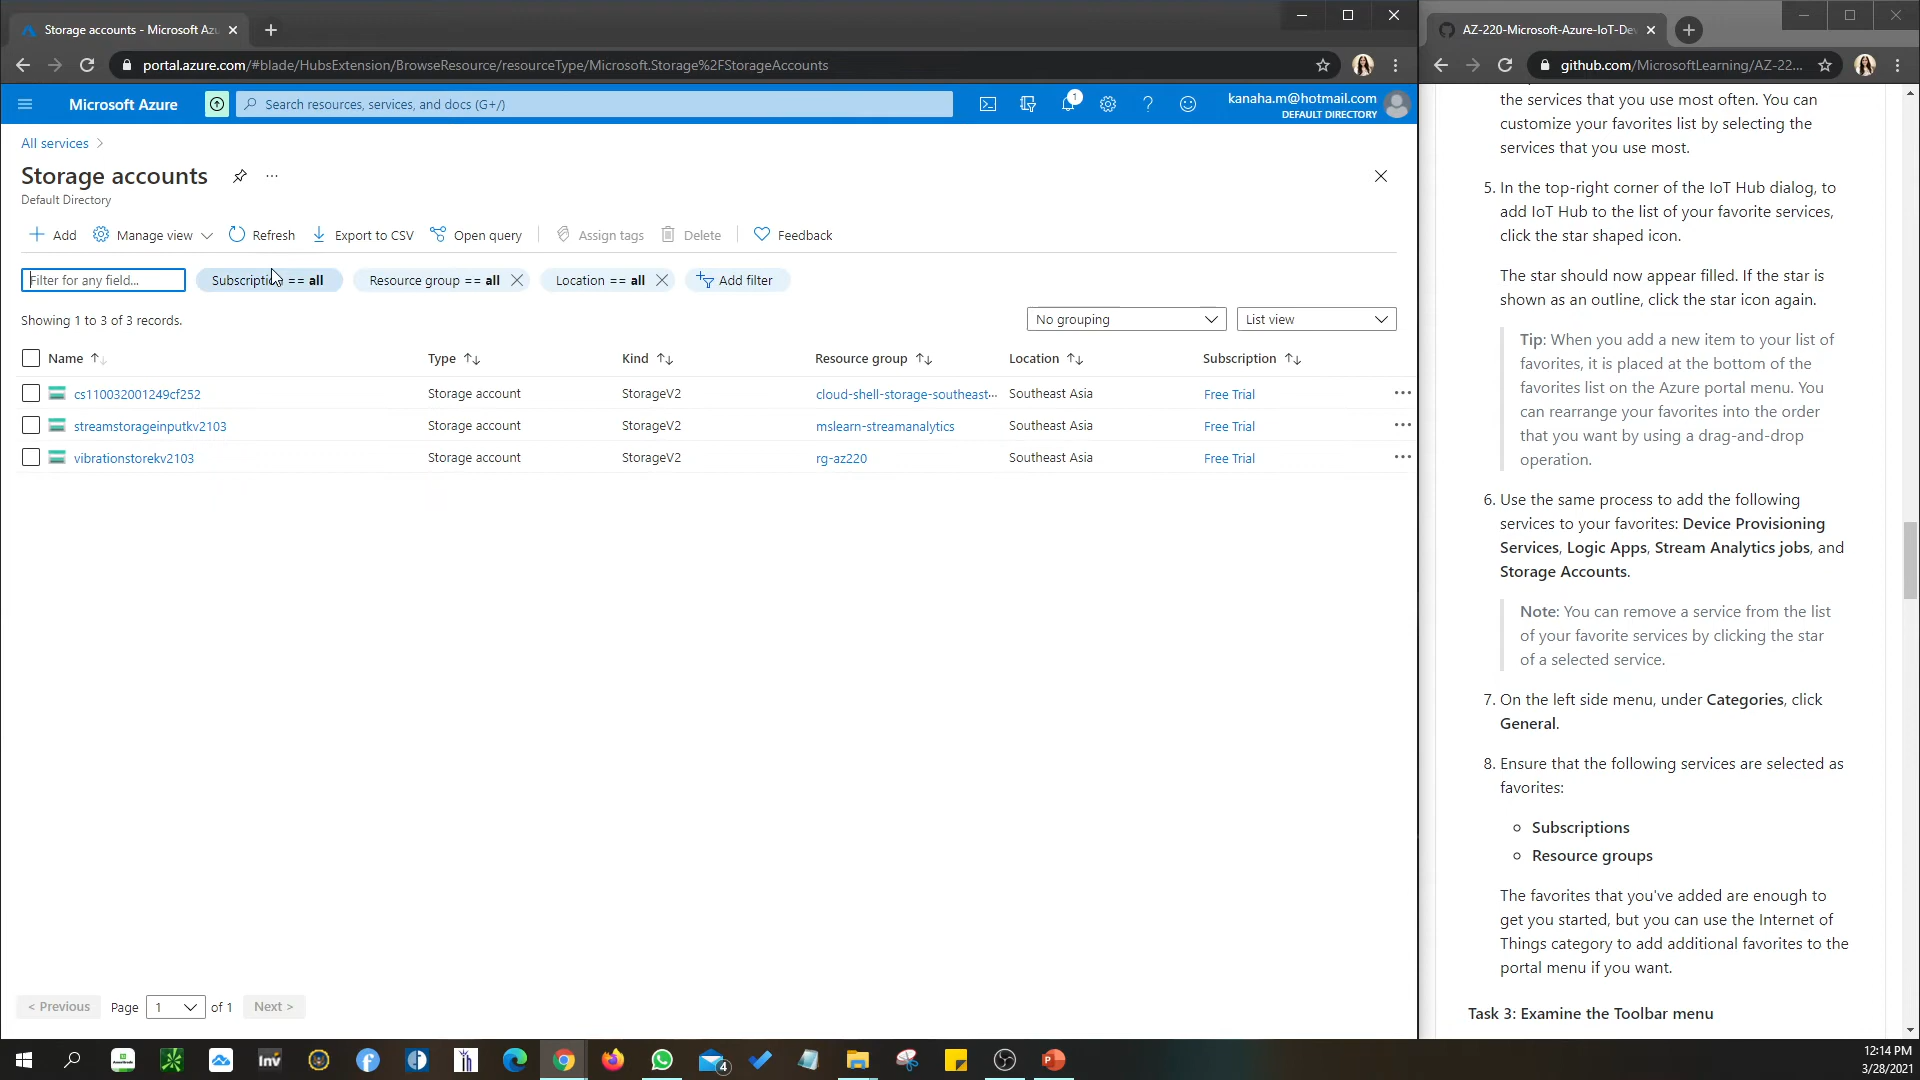 Storage accounts - Microsoft Azu
portal.azure.com/#blade/HubsExtension/BrowseResource/resourceType/Microsoft.Storage%2FStorageAccounts
Microsoft Azure
Search resources, services, and docs (G+/)
1
kanaha.m@hotmail.com
DEFAULT DIRECTORY
All services >
Storage accounts
Default Directory
Add
Manage view
Refresh
Export to CSV
Open query
Assign tags
Delete
Feedback
Filter for any field...
Subscription == all
Resource group == all
Location == all
Add filter
Showing 1 to 3 of 3 records.
No grouping
List view
Name Type Kind Resource group Location Subscription
cs110032001249cf252 Storage account StorageV2 cloud-shell-storage-southeast... Southeast Asia Free Trial
streamstorageinputkv2103 Storage account StorageV2 mslearn-streamanalytics Southeast Asia Free Trial
vibrationstorekv2103 Storage account StorageV2 rg-az220 Southeast Asia Free Trial
< Previous Page 1 of 1 Next >
AZ-220-Microsoft-Azure-IoT-De
github.com/MicrosoftLearning/AZ-22...
the services that you use most often. You can
customize your favorites list by selecting the
services that you use most.
5. In the top-right corner of the IoT Hub dialog, to
add IoT Hub to the list of your favorite services,
click the star shaped icon.
The star should now appear filled. If the star is
shown as an outline, click the star icon again.
Tip: When you add a new item to your list of
favorites, it is placed at the bottom of the
favorites list on the Azure portal menu. You
can rearrange your favorites into the order
that you want by using a drag-and-drop
operation.
6. Use the same process to add the following
services to your favorites: Device Provisioning
Services, Logic Apps, Stream Analytics jobs, and
Storage Accounts.
Note: You can remove a service from the list
of your favorite services by clicking the star
of a selected service.
7. On the left side menu, under Categories, click
General.
8. Ensure that the following services are selected as
favorites:
Subscriptions
Resource groups
The favorites that you've added are enough to
get you started, but you can use the Internet of
Things category to add additional favorites to the
portal menu if you want.
Task 3: Examine the Toolbar menu
Inv
4
12:14 PM
3/28/2021